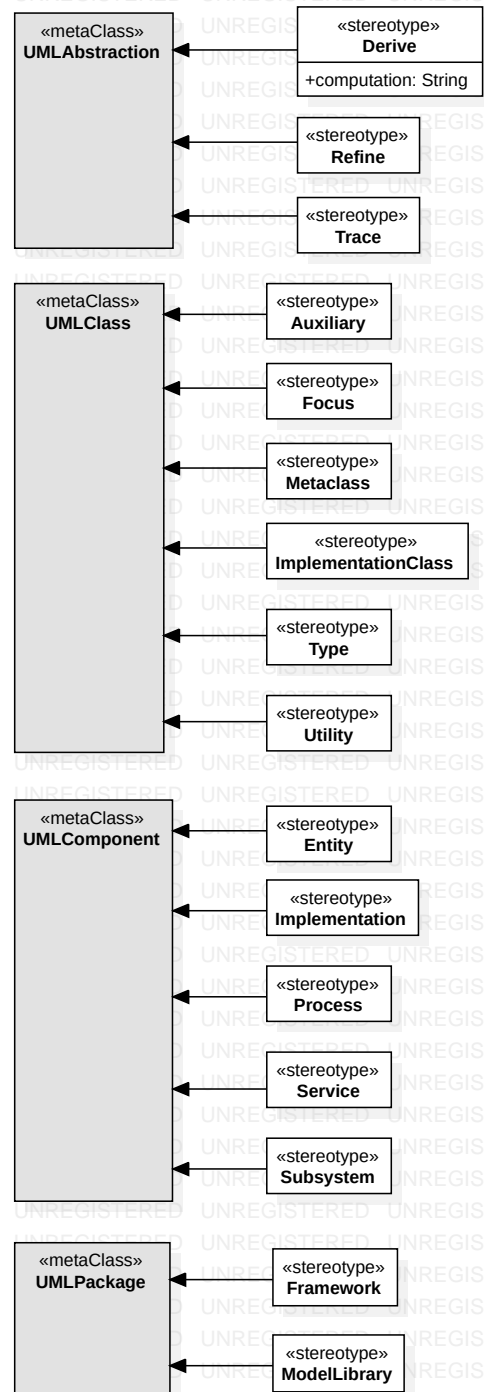 «metaClass»
UMLAbstraction
«stereotype»
Derive
+computation: String
«stereotype»
Refine
«stereotype»
Trace
«metaClass»
UMLClass
«stereotype»
Auxiliary
«stereotype»
Focus
«stereotype»
Metaclass
«stereotype»
ImplementationClass
«stereotype»
Type
«stereotype»
Utility
«metaClass»
UMLComponent
«stereotype»
Entity
«stereotype»
Implementation
«stereotype»
Process
«stereotype»
Service
«stereotype»
Subsystem
«metaClass»
UMLPackage
«stereotype»
Framework
«stereotype»
ModelLibrary
UNREGISTERED